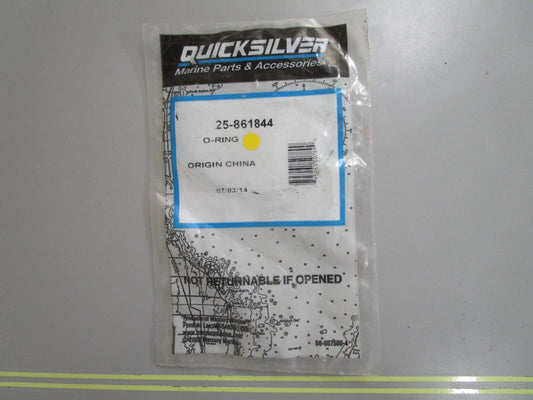 QUICKSILVER
Marine Parts & Accessories
25-861844
O-RING
ORIGIN CHINA
07/03/14
NOT RETURNABLE IF OPENED